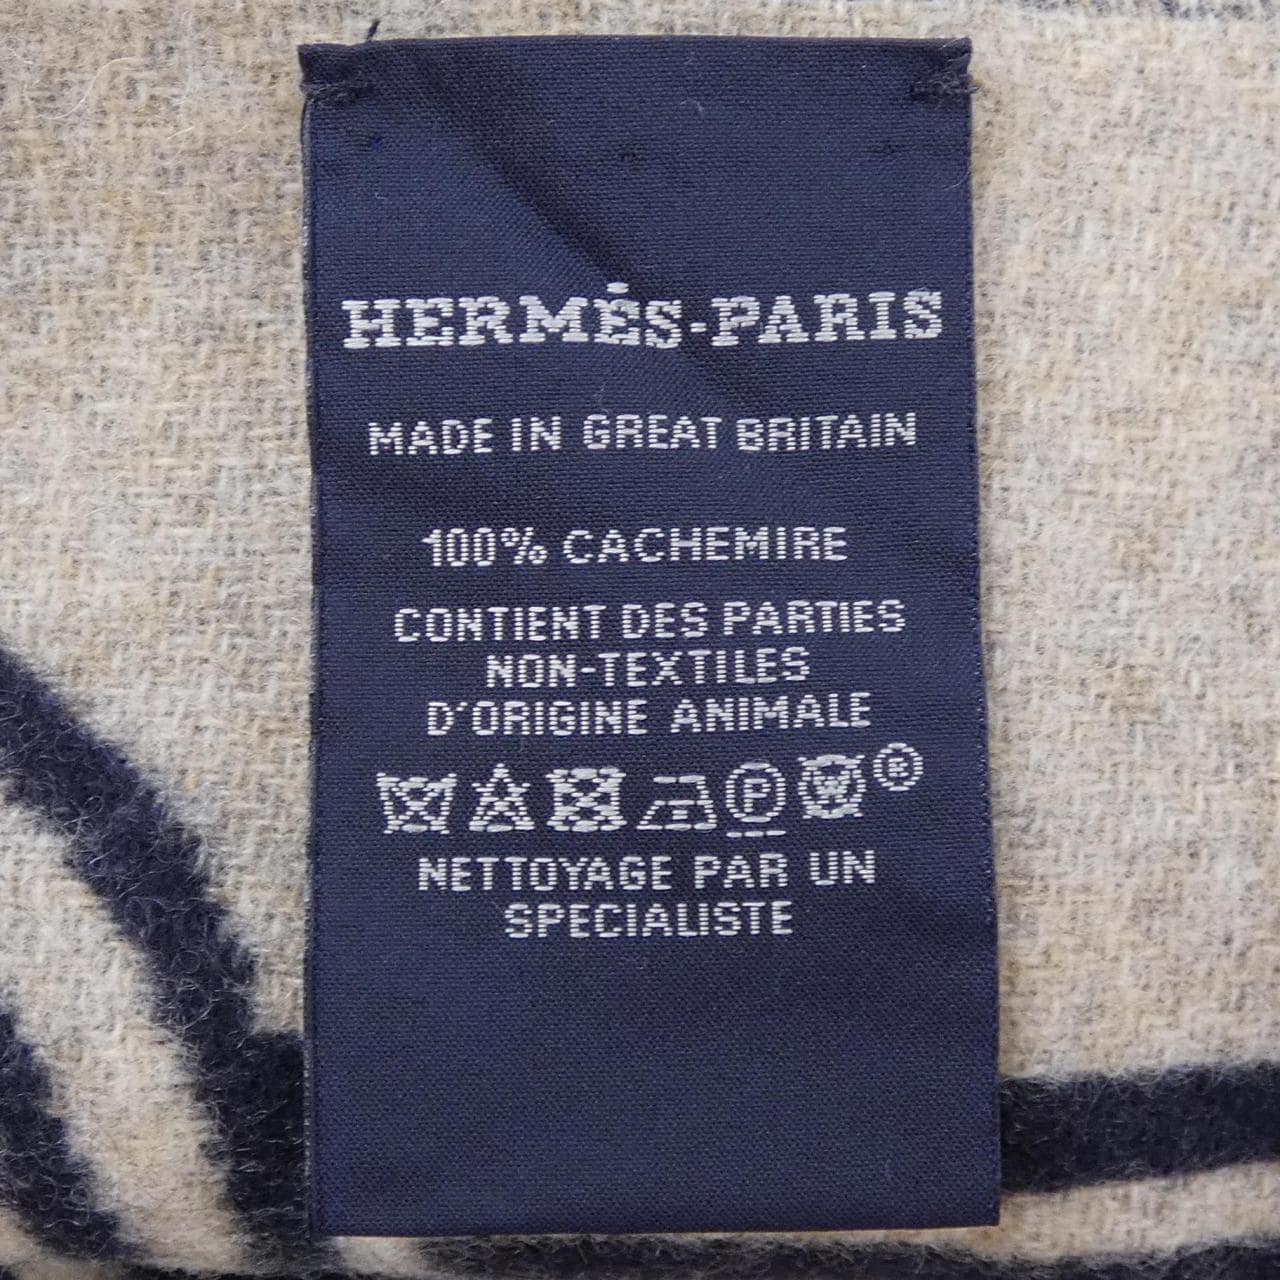 HERMÈS-PARIS
MADE IN GREAT BRITAIN
100% CACHEMIRE
CONTIENT DES PARTIES
NON-TEXTILES
D'ORIGINE ANIMALE
P ®
NETTOYAGE PAR UN
SPECIALISTE